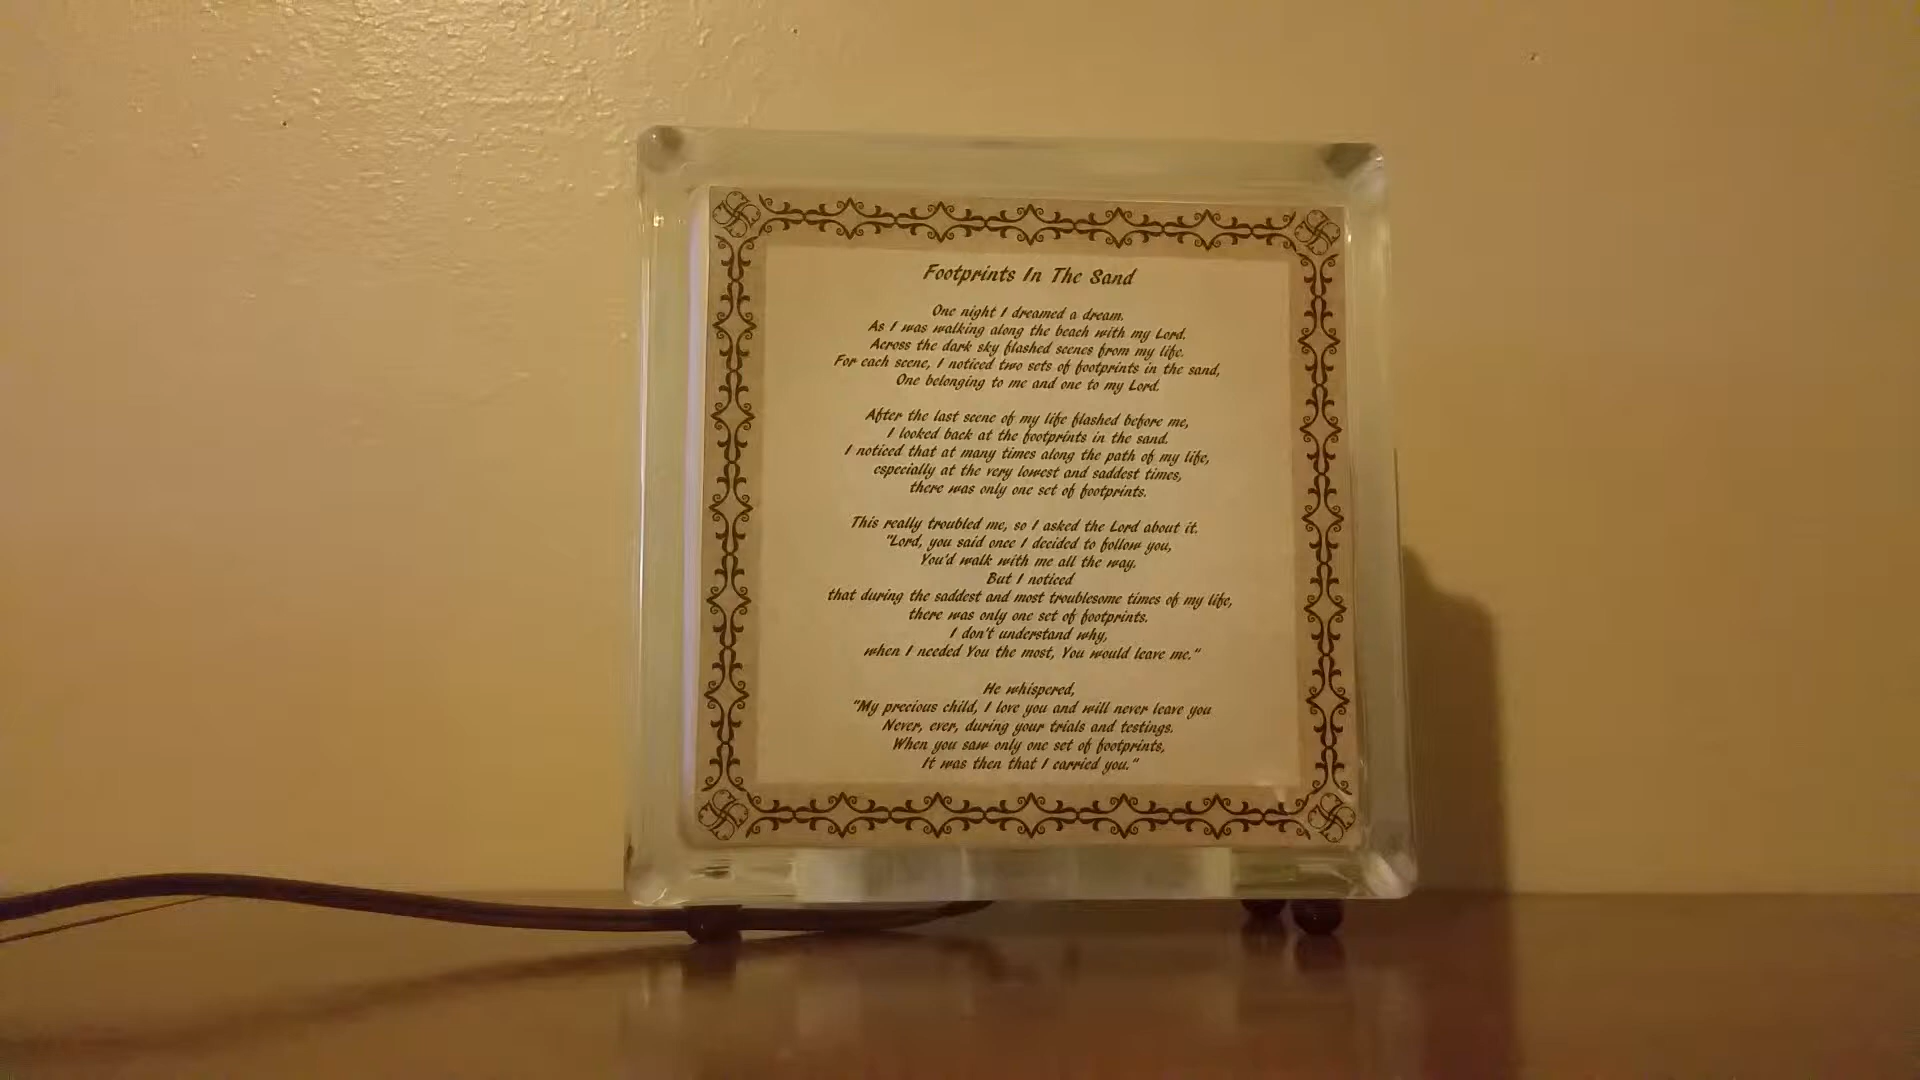 Footprints In The Sand
One night I dreamed a dream.
As I was walking along the beach with my Lord.
Across the dark sky flashed scenes from my life.
For each scene, I noticed two sets of footprints in the sand,
One belonging to me and one to my Lord.
After the last scene of my life flashed before me,
I looked back at the footprints in the sand.
I noticed that at many times along the path of my life,
especially at the very lowest and saddest times,
there was only one set of footprints.
This really troubled me, so I asked the Lord about it.
"Lord, you said once I decided to follow you,
You'd walk with me all the way.
But I noticed
that during the saddest and most troublesome times of my life,
there was only one set of footprints.
I don't understand why,
when I needed You the most, You would leave me."
He whispered,
"My precious child, I love you and will never leave you
Never, ever, during your trials and testings.
When you saw only one set of footprints,
It was then that I carried you."